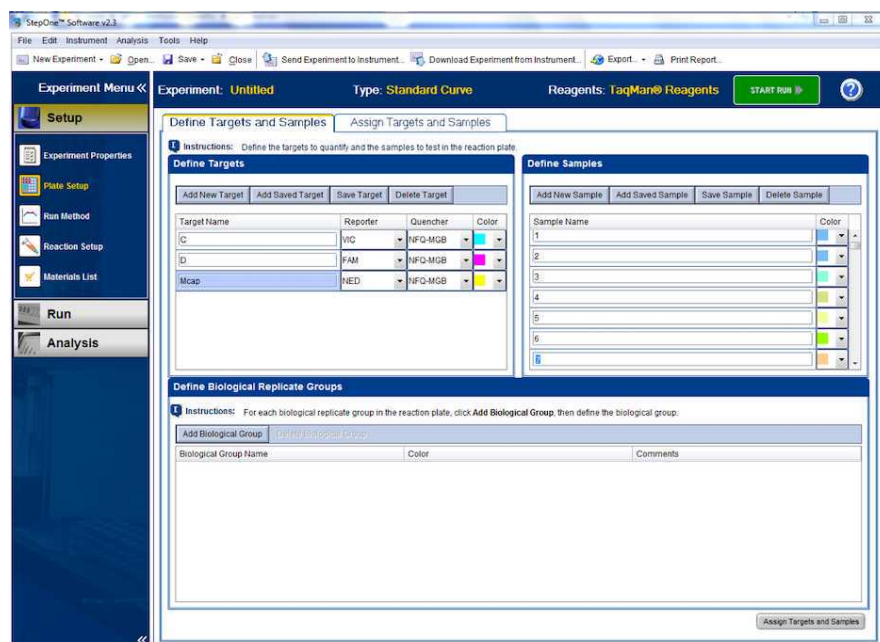 StepOne™ Software v2.3
File Edit Instrument Analysis Tools Help
New Experiment Open... Save Close Send Experiment to Instrument... Download Experiment from Instrument... Export... Print Report...
Experiment Menu «
Experiment: Untitled Type: Standard Curve Reagents: TaqMan® Reagents START RUN ?
Setup
Experiment Properties
Plate Setup
Run Method
Reaction Setup
Materials List
Run
Analysis
«
Define Targets and Samples Assign Targets and Samples
Instructions: Define the targets to quantify and the samples to test in the reaction plate.
Define Targets
Add New Target Add Saved Target Save Target Delete Target
Target Name Reporter Quencher Color
C VIC NFQ-MGB
D FAM NFQ-MGB
Mcap NED NFQ-MGB
Define Samples
Add New Sample Add Saved Sample Save Sample Delete Sample
Sample Name Color
1
2
3
4
5
6
7
Define Biological Replicate Groups
Instructions: For each biological replicate group in the reaction plate, click Add Biological Group, then define the biological group.
Add Biological Group Delete Biological Group
Biological Group Name Color Comments
Assign Targets and Samples